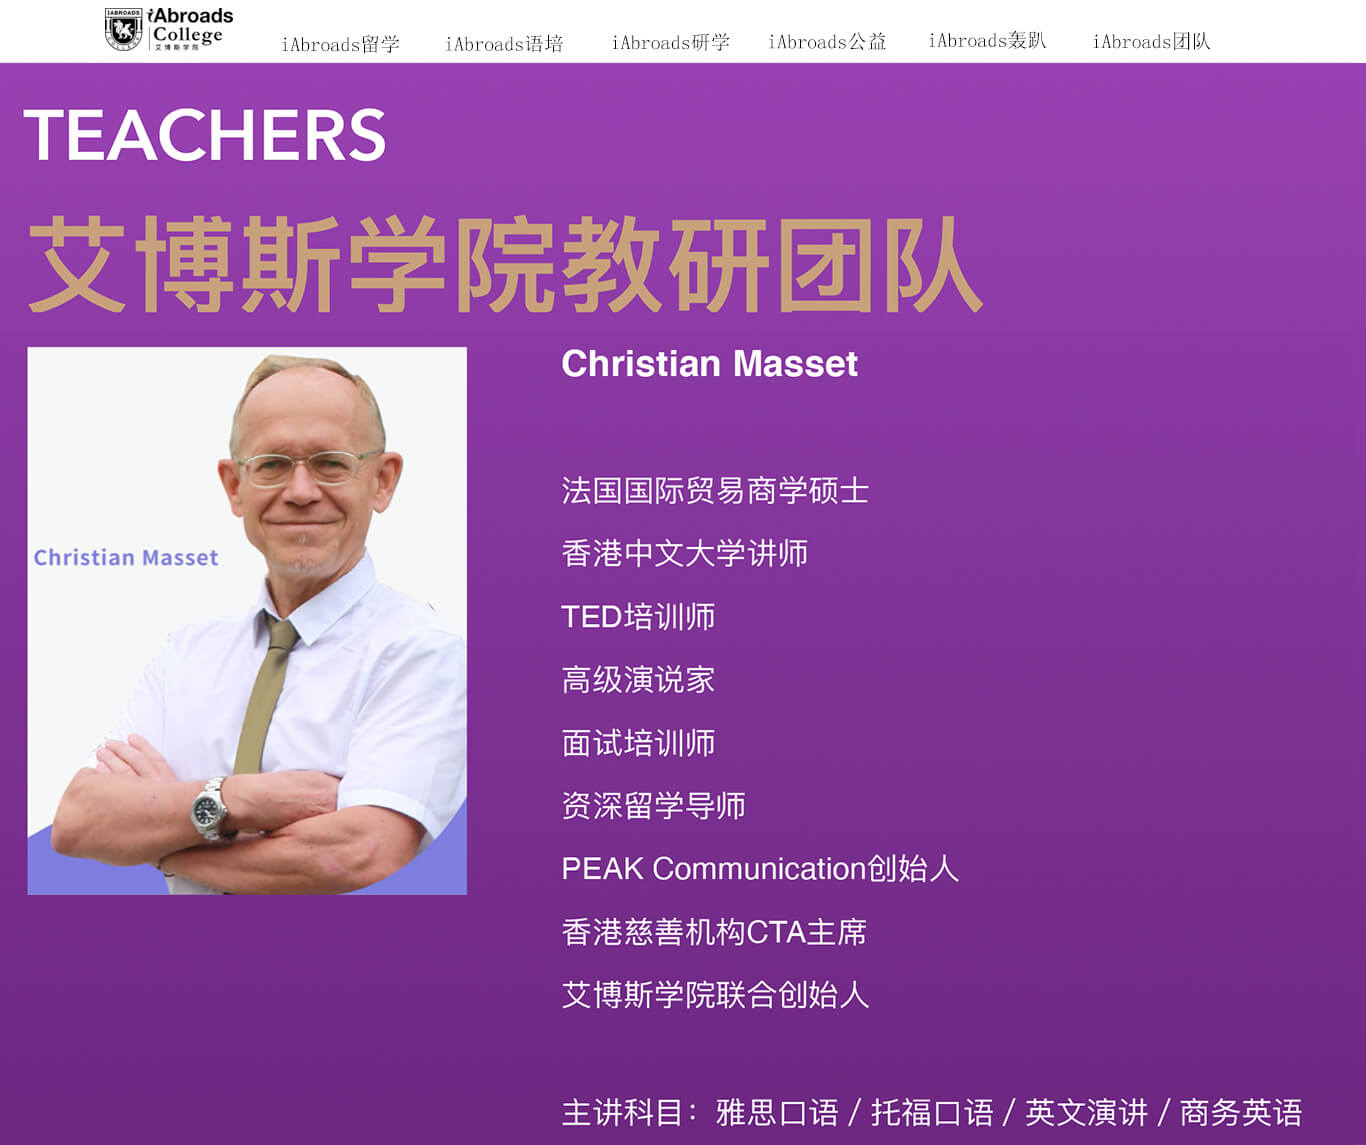 iAbroads
College
艾博斯学院
IABROADS
COLLEGE
iAbroads留学
iAbroads语培
iAbroads研学
iAbroads公益
iAbroads轰趴
iAbroads团队
TEACHERS
艾博斯学院教研团队
Christian Masset
Christian Masset
法国国际贸易商学硕士
香港中文大学讲师
TED培训师
高级演说家
面试培训师
资深留学导师
PEAK Communication创始人
香港慈善机构CTA主席
艾博斯学院联合创始人
主讲科目：雅思口语 / 托福口语 / 英文演讲 / 商务英语